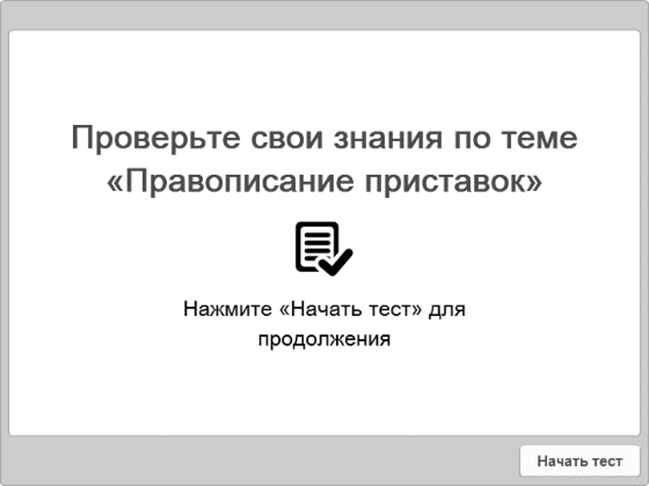 Проверьте свои знания по теме
«Правописание приставок»
Нажмите «Начать тест» для
продолжения
Начать тест